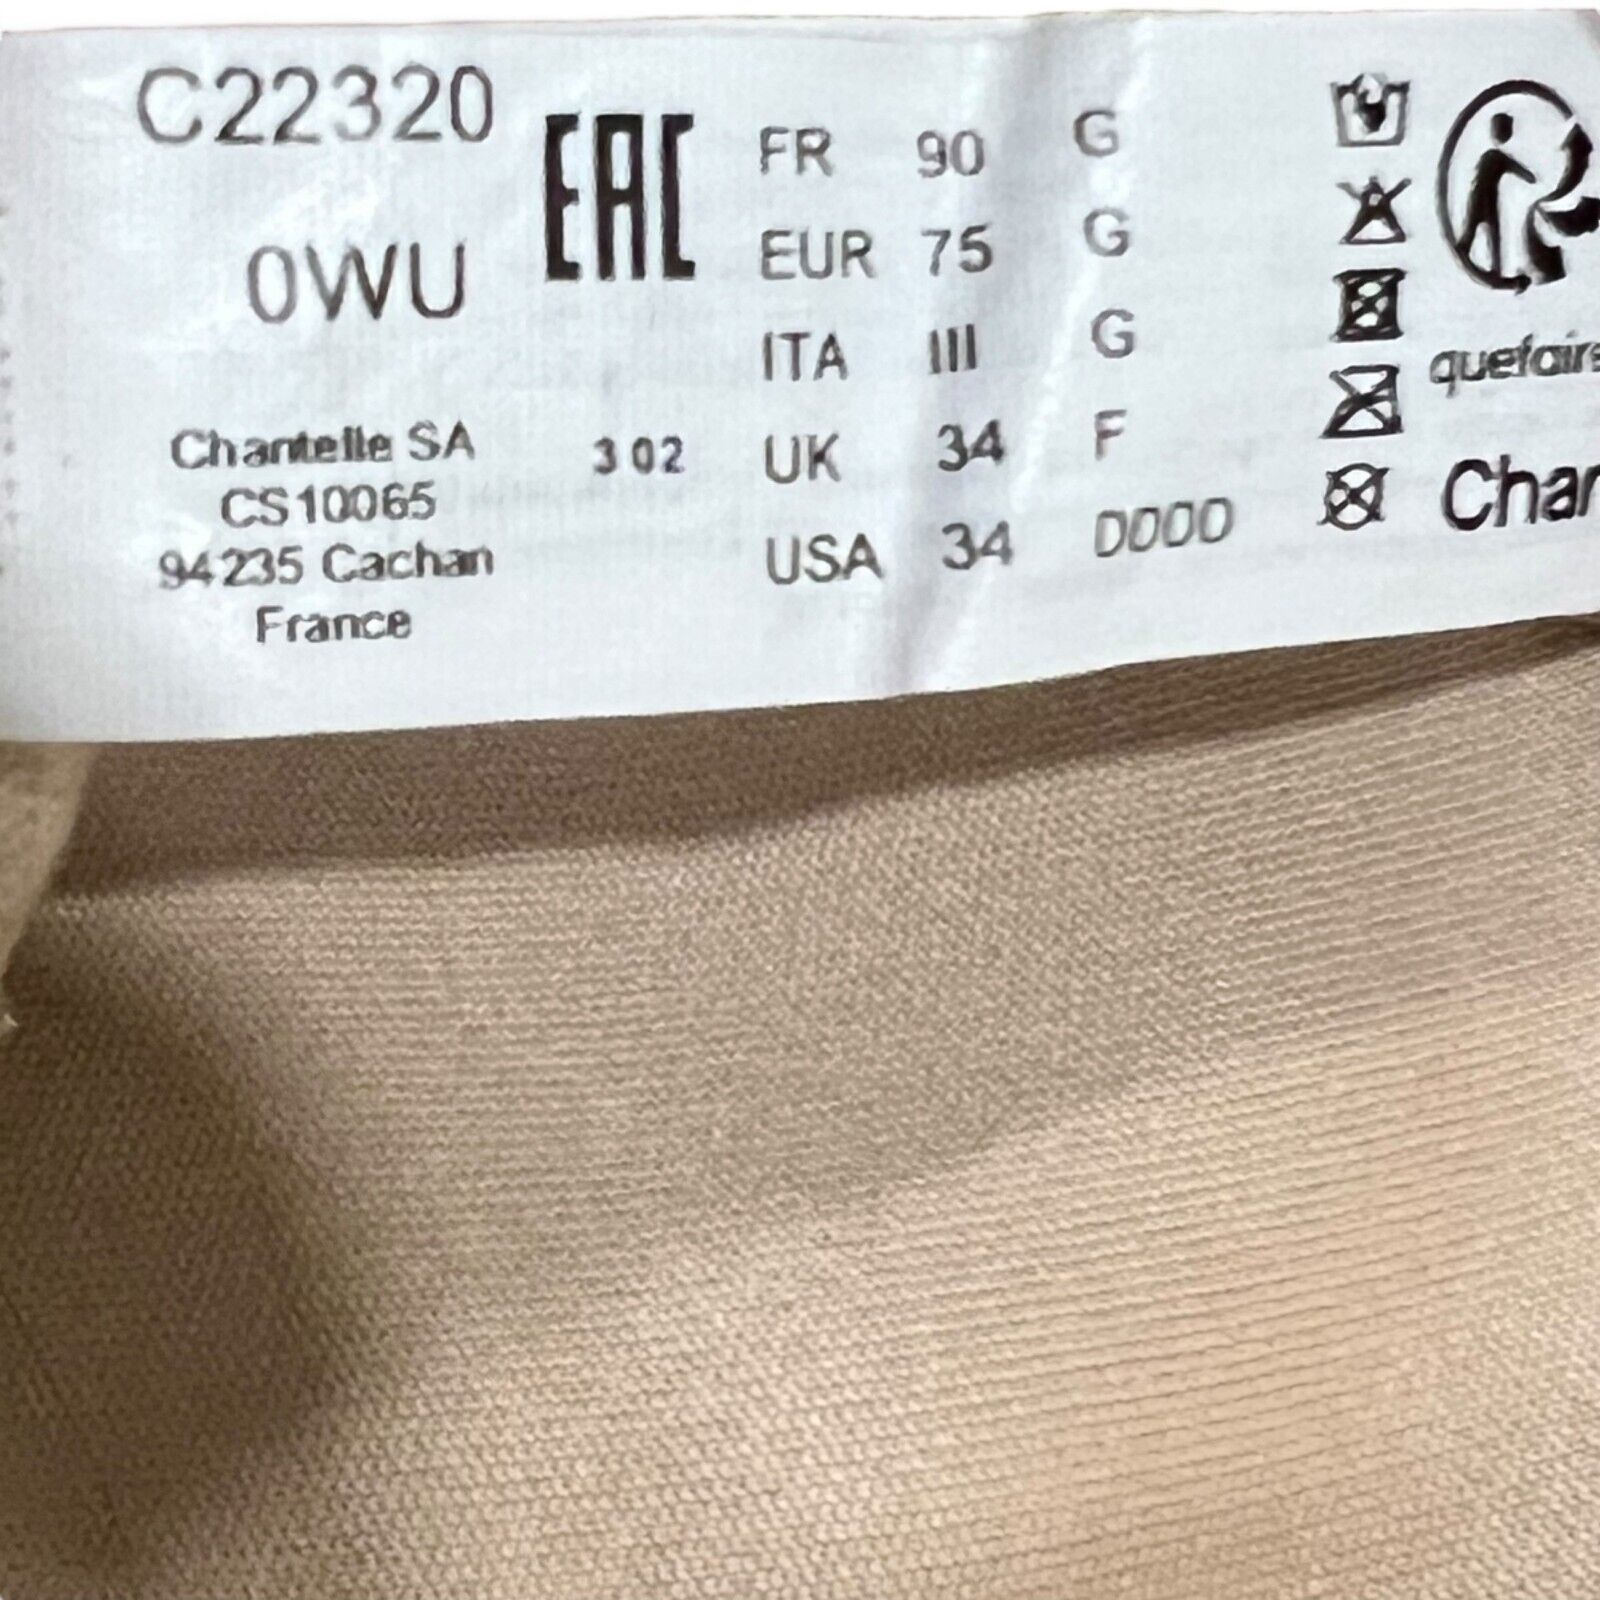 C22320
0WU
Chantelle SA
CS10065
94235 Cachan
France
EAC
302
FR 90 G
EUR 75 G
ITA III G
UK 34 F
USA 34 DDDD
quefaire
Chan